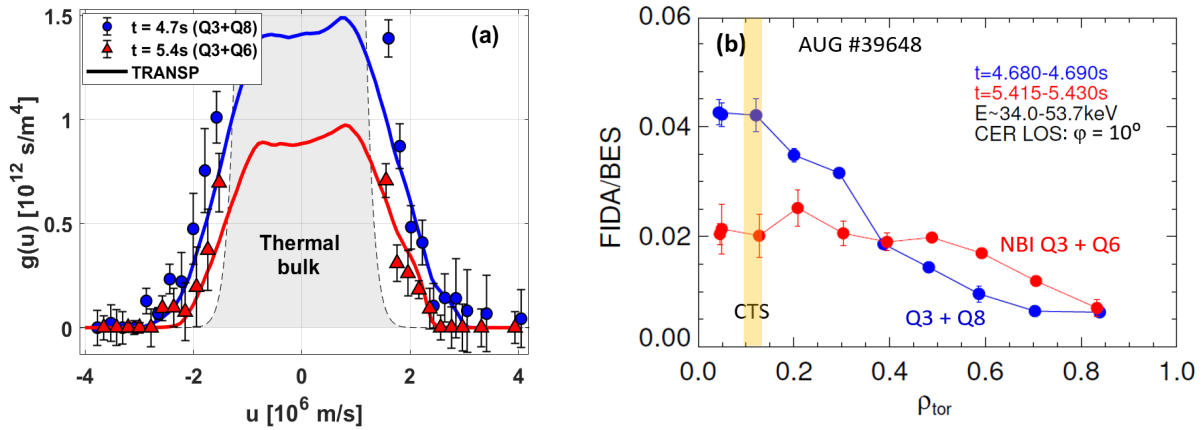 t = 4.7s (Q3+Q8)
t = 5.4s (Q3+Q6)
TRANSP
(a)
1.5
1
0.5
0
g(u) [10¹² s/m⁴]
Thermal
bulk
-4
-2
0
2
4
u [10⁶ m/s]
(b)
AUG #39648
t=4.680-4.690s
t=5.415-5.430s
E~34.0-53.7keV
CER LOS: φ = 10°
0.06
0.04
0.02
0.00
FIDA/BES
NBI Q3 + Q6
CTS
Q3 + Q8
0.0
0.2
0.4
0.6
0.8
1.0
ρtor